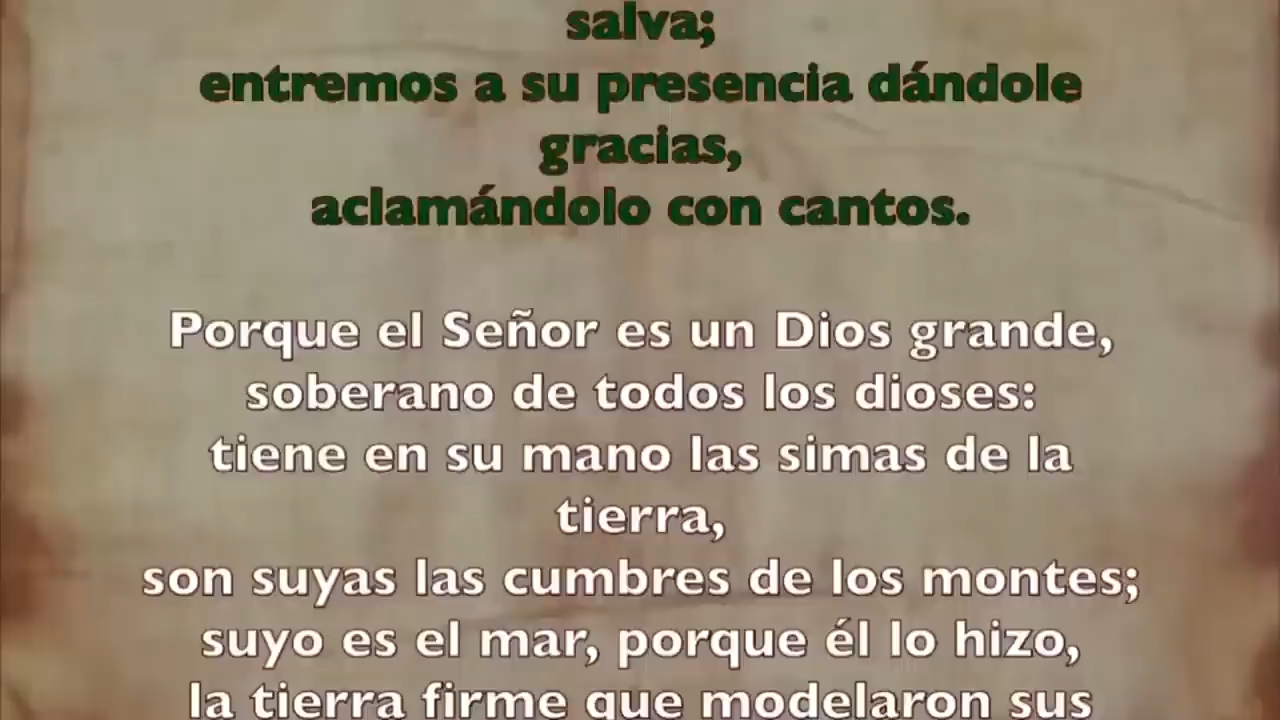 salva;
entremos a su presencia dándole
gracias,
aclamándolo con cantos.
Porque el Señor es un Dios grande,
soberano de todos los dioses:
tiene en su mano las simas de la
tierra,
son suyas las cumbres de los montes;
suyo es el mar, porque él lo hizo,
la tierra firme que modelaron sus